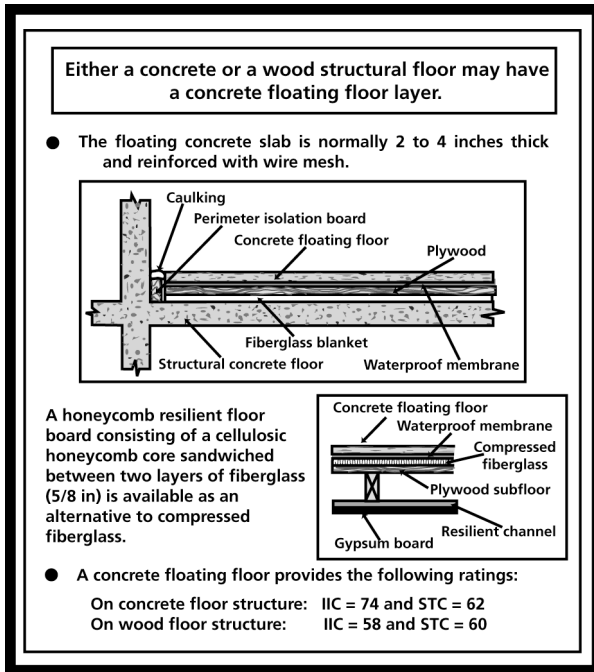 Either a concrete or a wood structural floor may have
a concrete floating floor layer.
● The floating concrete slab is normally 2 to 4 inches thick
and reinforced with wire mesh.
Caulking
Perimeter isolation board
Concrete floating floor
Plywood
Fiberglass blanket
Structural concrete floor
Waterproof membrane
A honeycomb resilient floor
board consisting of a cellulosic
honeycomb core sandwiched
between two layers of fiberglass
(5/8 in) is available as an
alternative to compressed
fiberglass.
Concrete floating floor
Waterproof membrane
Compressed
fiberglass
Plywood subfloor
Resilient channel
Gypsum board
● A concrete floating floor provides the following ratings:
On concrete floor structure: IIC = 74 and STC = 62
On wood floor structure: IIC = 58 and STC = 60